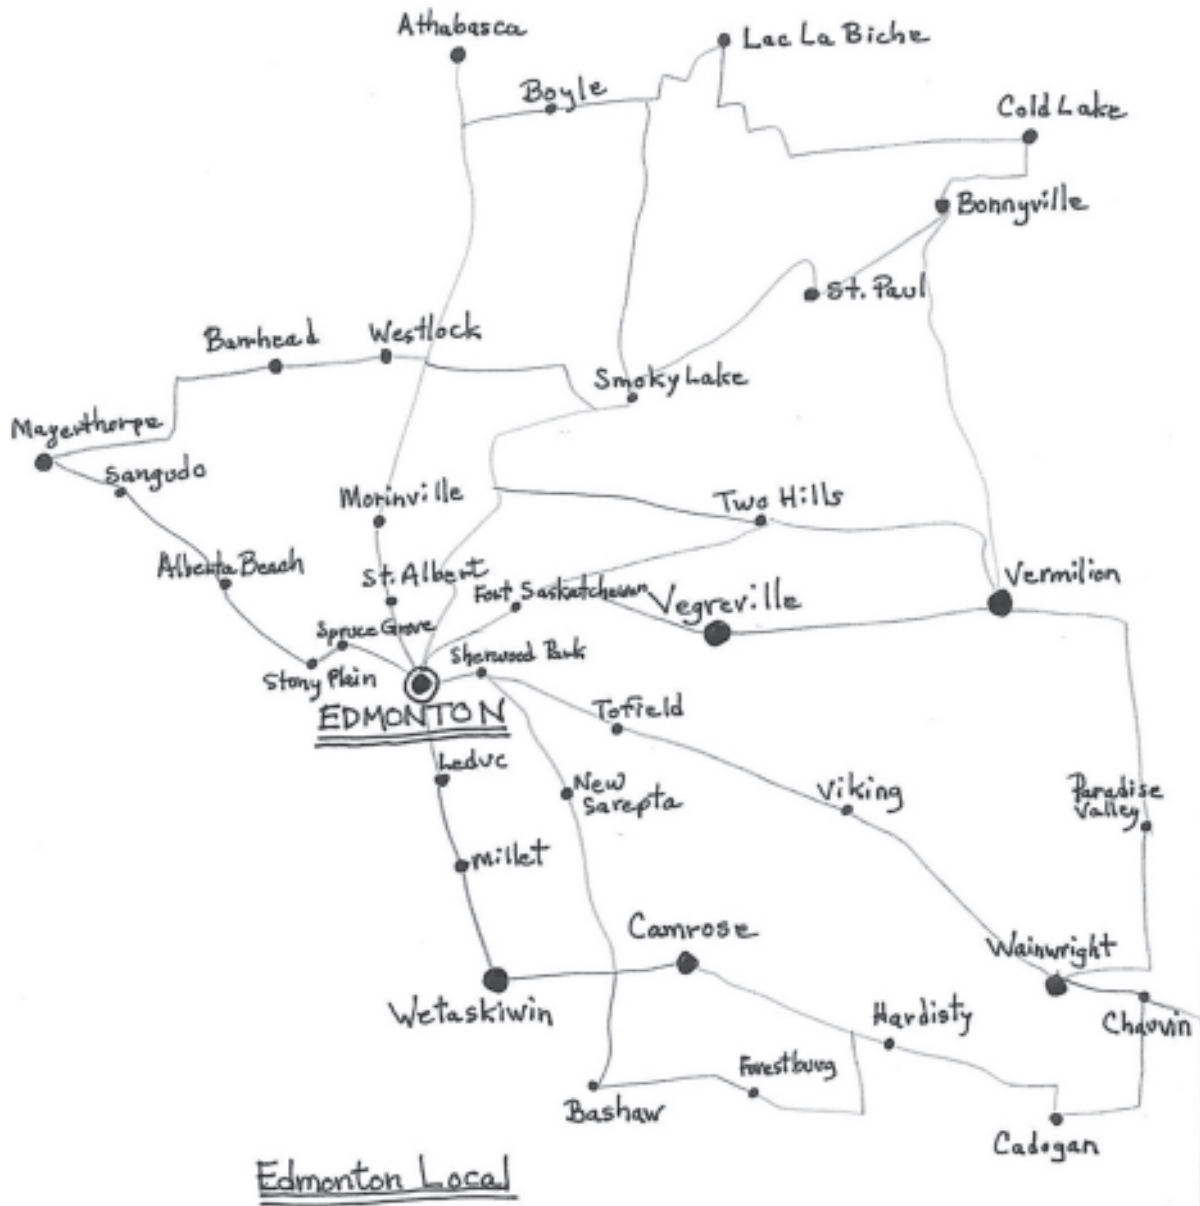 Athabasca
Lac La Biche
Boyle
Cold Lake
Bonnyville
St. Paul
Barrhead
Westlock
Smoky Lake
Mayerthorpe
Sangudo
Morinville
Two Hills
Alberta Beach
St. Albert
Fort Saskatchewan
Vegreville
Vermilion
Spruce Grove
Sherwood Park
Stony Plain
EDMONTON
Tofield
Leduc
New
Sarepta
Viking
Paradise
Valley
Millet
Camrose
Wainwright
Wetaskiwin
Hardisty
Chauvin
Forestburg
Bashaw
Cadogan
Edmonton Local